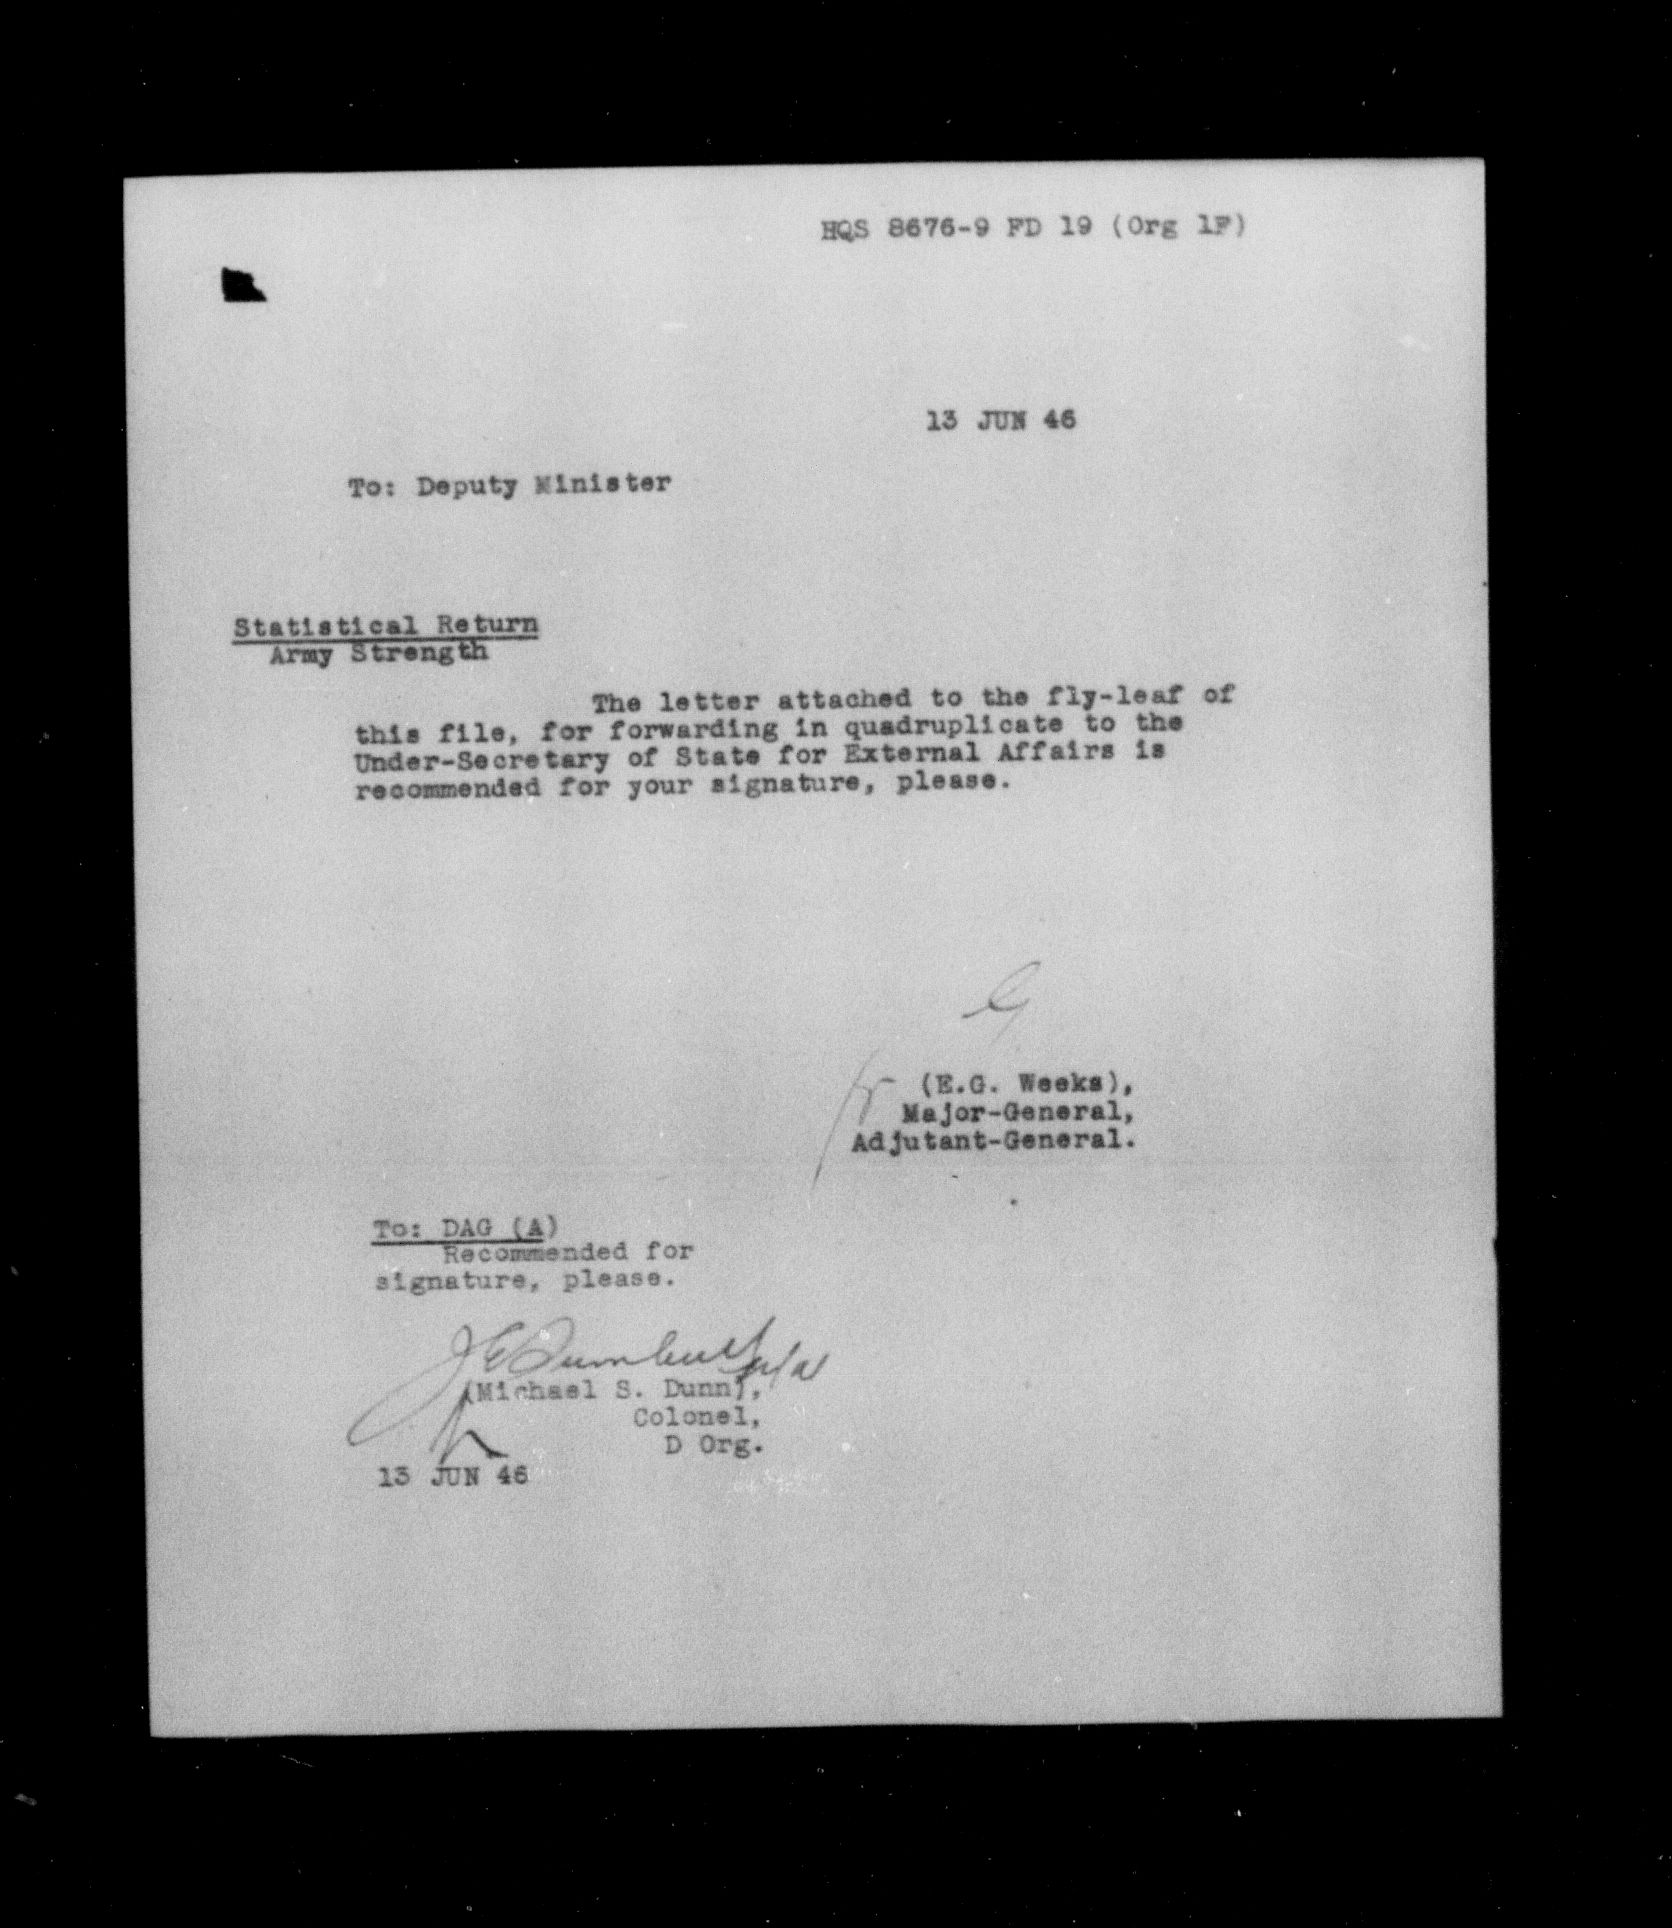 HQS 8676-9 FD 19 (Org 1F)
13 JUN 46
To: Deputy Minister
Statistical Return
Army Strength
The letter attached to the fly-leaf of
this file, for forwarding in quadruplicate to the
Under-Secretary of State for External Affairs is
recommended for your signature, please.
(E.G. Weeks),
Major-General,
Adjutant-General.
To: DAG (A)
Recommended for
signature, please.
(Michael S. Dunn),
Colonel,
D Org.
13 JUN 46